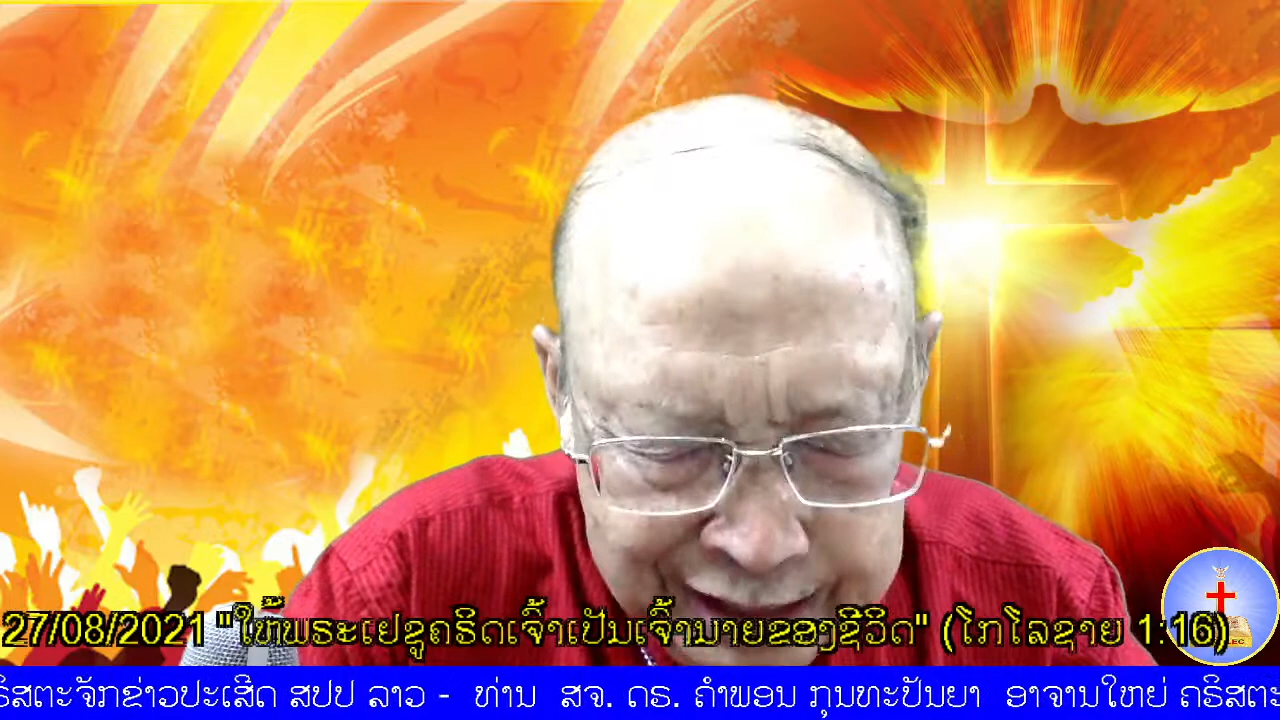 27/08/2021 "ໃຫ້ພຣະເຢຊູຄຣິດເຈົ້າເປັນເຈົ້ານາຍຂອງຊີວິດ" (ໂກໂລຊາຍ 1:16)
ຣິສຕະຈັກຂ່າວປະເສີດ ສປປ ລາວ - ທ່ານ ສຈ. ດຣ. ຄຳພອນ ກຸນທະປັນຍາ ອາຈານໃຫຍ່ ຄຣິສຕະ